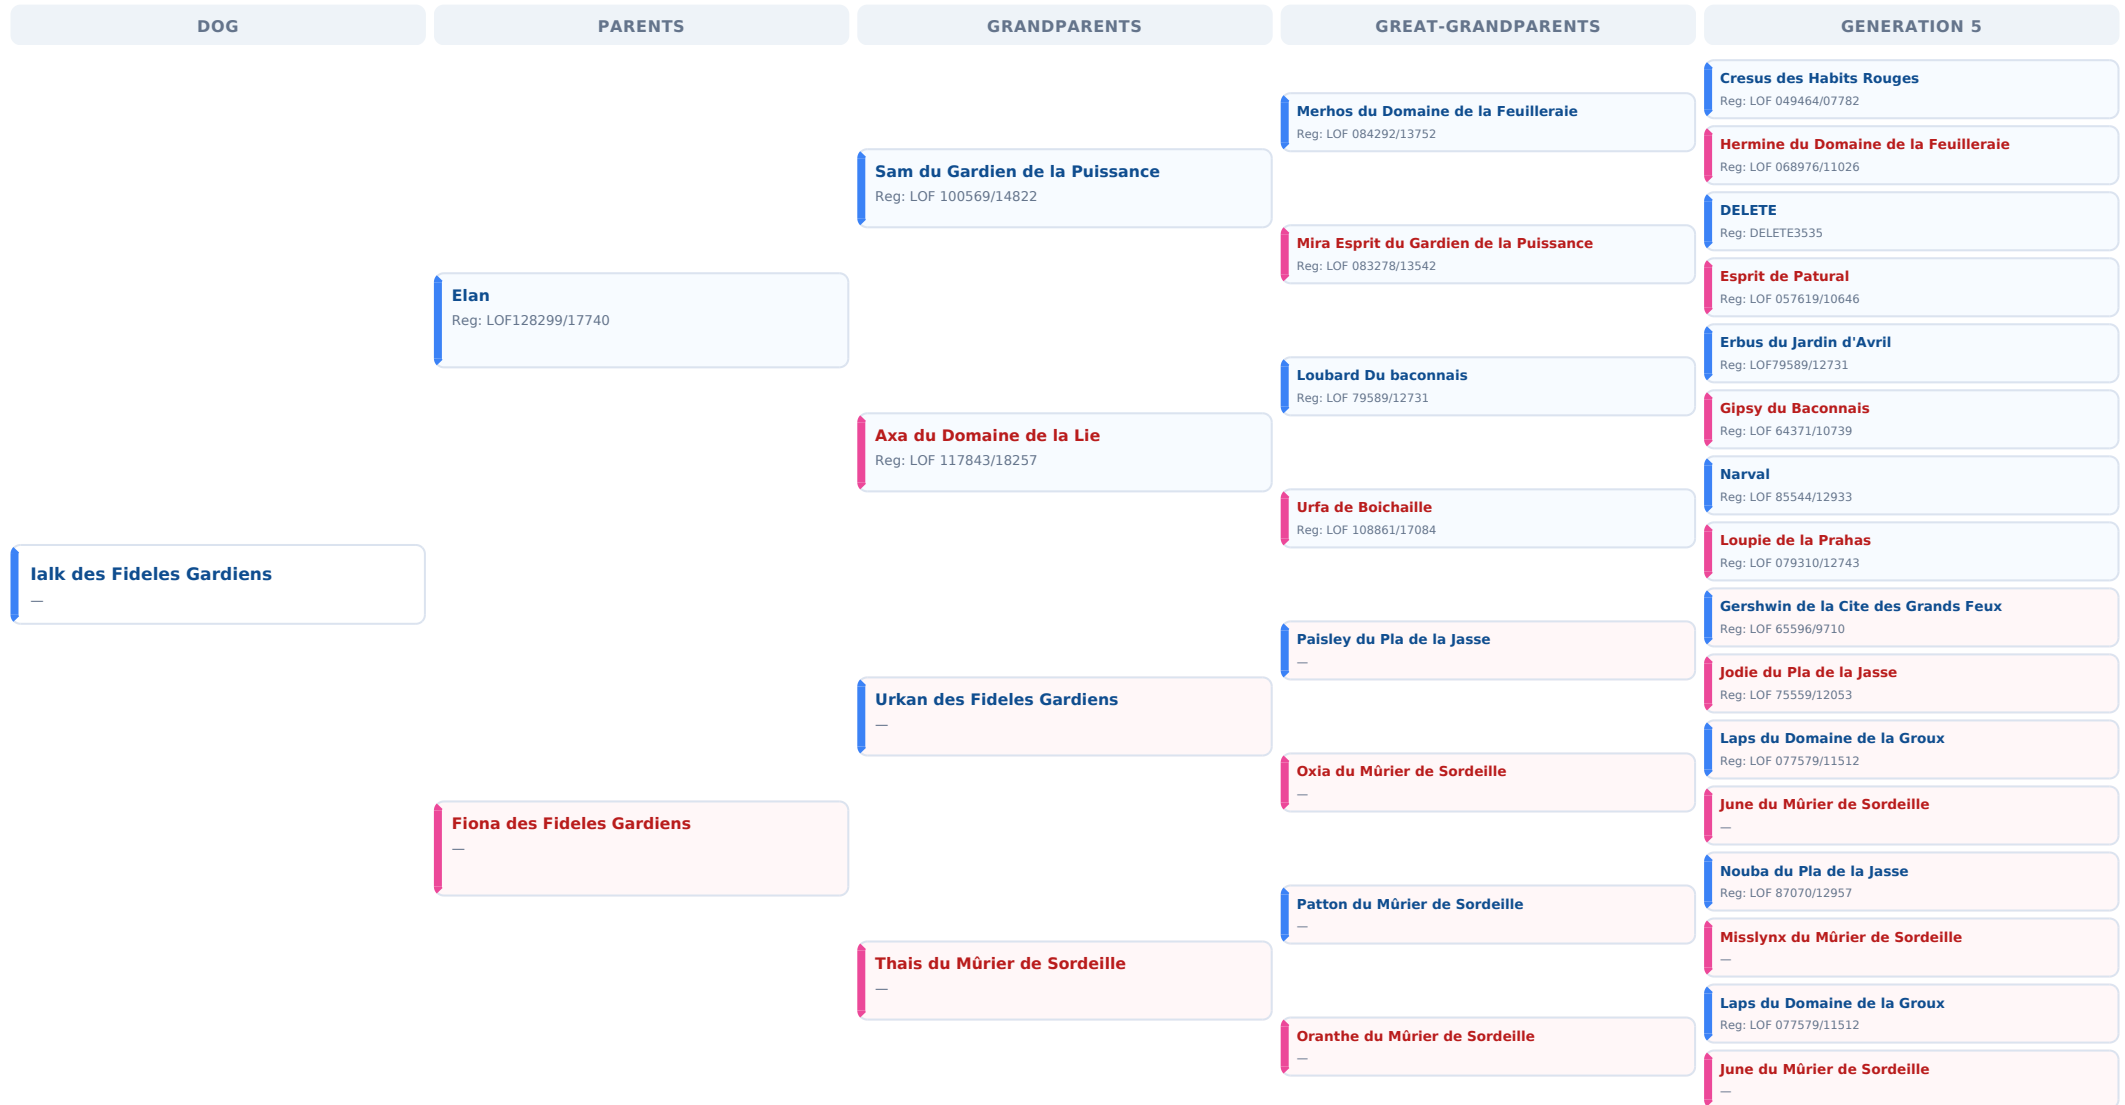 DOG
PARENTS
GRANDPARENTS
GREAT-GRANDPARENTS
GENERATION 5
Ialk des Fideles Gardiens
—
Elan
Reg: LOF128299/17740
Fiona des Fideles Gardiens
—
Sam du Gardien de la Puissance
Reg: LOF 100569/14822
Axa du Domaine de la Lie
Reg: LOF 117843/18257
Urkan des Fideles Gardiens
—
Thais du Mûrier de Sordeille
—
Merhos du Domaine de la Feuilleraie
Reg: LOF 084292/13752
Mira Esprit du Gardien de la Puissance
Reg: LOF 083278/13542
Loubard Du baconnais
Reg: LOF 79589/12731
Urfa de Boichaille
Reg: LOF 108861/17084
Paisley du Pla de la Jasse
—
Oxia du Mûrier de Sordeille
—
Patton du Mûrier de Sordeille
—
Oranthe du Mûrier de Sordeille
—
Cresus des Habits Rouges
Reg: LOF 049464/07782
Hermine du Domaine de la Feuilleraie
Reg: LOF 068976/11026
DELETE
Reg: DELETE3535
Esprit de Patural
Reg: LOF 057619/10646
Erbus du Jardin d'Avril
Reg: LOF79589/12731
Gipsy du Baconnais
Reg: LOF 64371/10739
Narval
Reg: LOF 85544/12933
Loupie de la Prahas
Reg: LOF 079310/12743
Gershwin de la Cite des Grands Feux
Reg: LOF 65596/9710
Jodie du Pla de la Jasse
Reg: LOF 75559/12053
Laps du Domaine de la Groux
Reg: LOF 077579/11512
June du Mûrier de Sordeille
—
Nouba du Pla de la Jasse
Reg: LOF 87070/12957
Misslynx du Mûrier de Sordeille
—
Laps du Domaine de la Groux
Reg: LOF 077579/11512
June du Mûrier de Sordeille
—